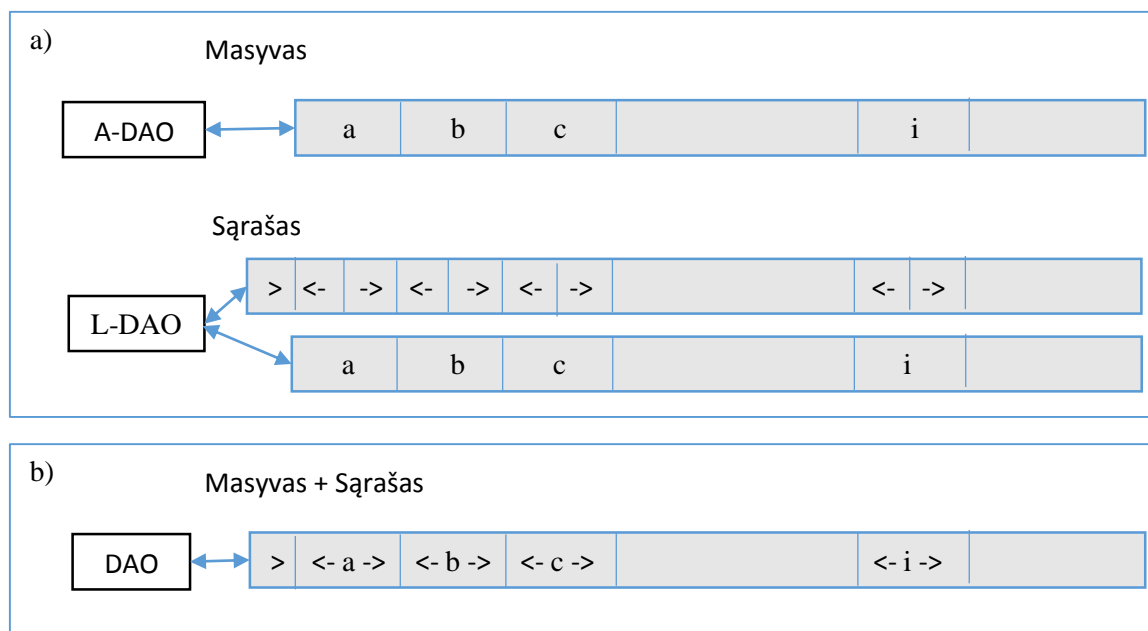 a)
Masyvas
A-DAO a b c i
Sąrašas
> <- -> <- -> <- -> <- ->
L-DAO
a b c i
b)
Masyvas + Sąrašas
DAO > <- a -> <- b -> <- c -> <- i ->